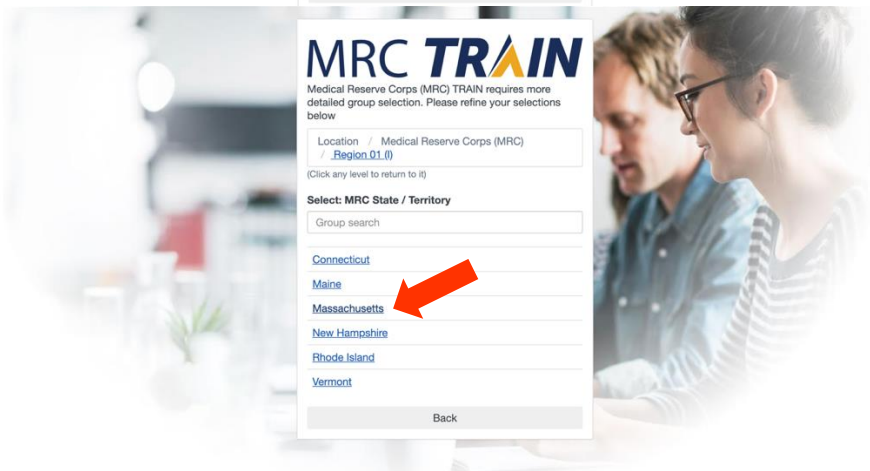 MRC TRAIN
Medical Reserve Corps (MRC) TRAIN requires more
detailed group selection. Please refine your selections
below
Location / Medical Reserve Corps (MRC)
/ Region 01 (I)
(Click any level to return to it)
Select: MRC State / Territory
Group search
Connecticut
Maine
Massachusetts
New Hampshire
Rhode Island
Vermont
Back